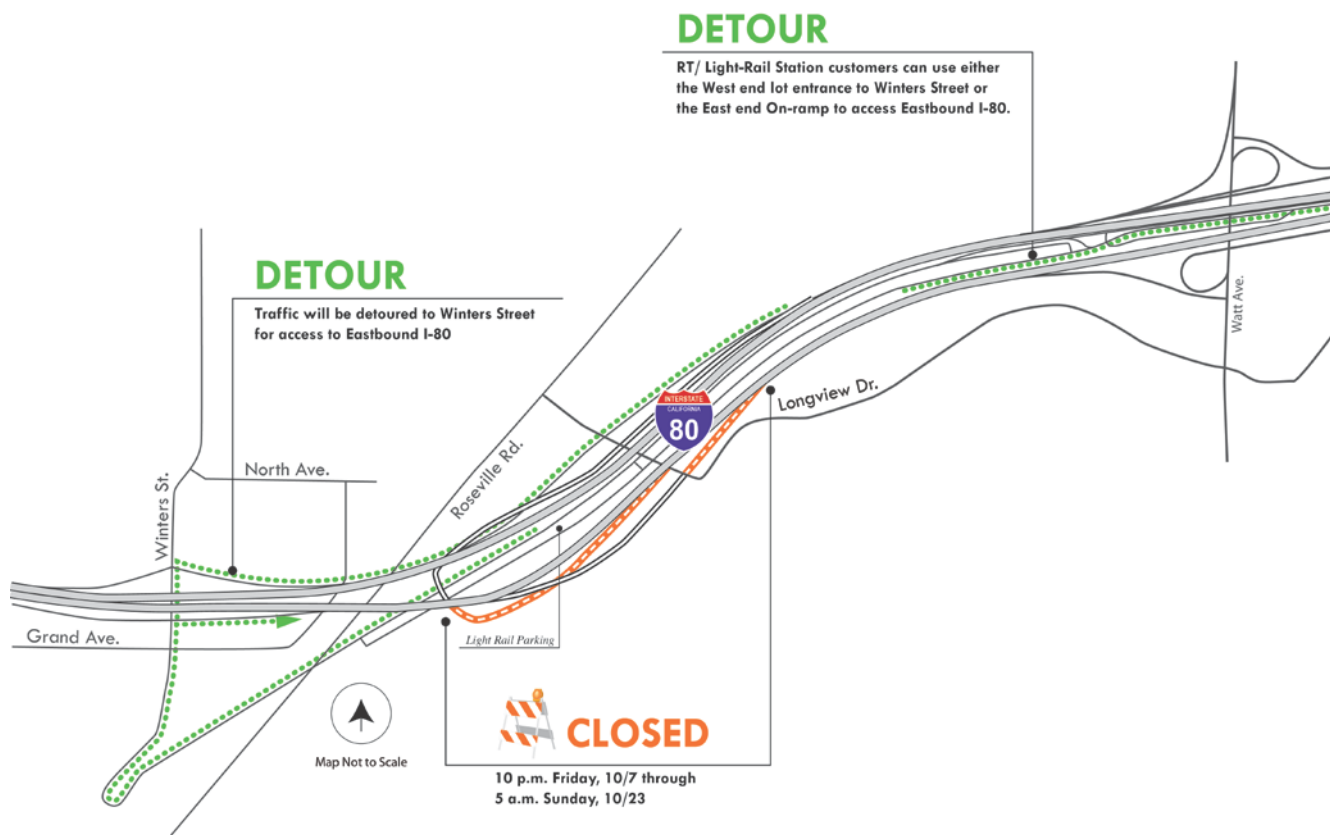 DETOUR
RT/ Light-Rail Station customers can use either
the West end lot entrance to Winters Street or
the East end On-ramp to access Eastbound I-80.
DETOUR
Traffic will be detoured to Winters Street
for access to Eastbound I-80
Watt Ave.
Longview Dr.
INTERSTATE
CALIFORNIA
80
Roseville Rd.
North Ave.
Winters St.
Grand Ave.
Light Rail Parking
Map Not to Scale
CLOSED
10 p.m. Friday, 10/7 through
5 a.m. Sunday, 10/23